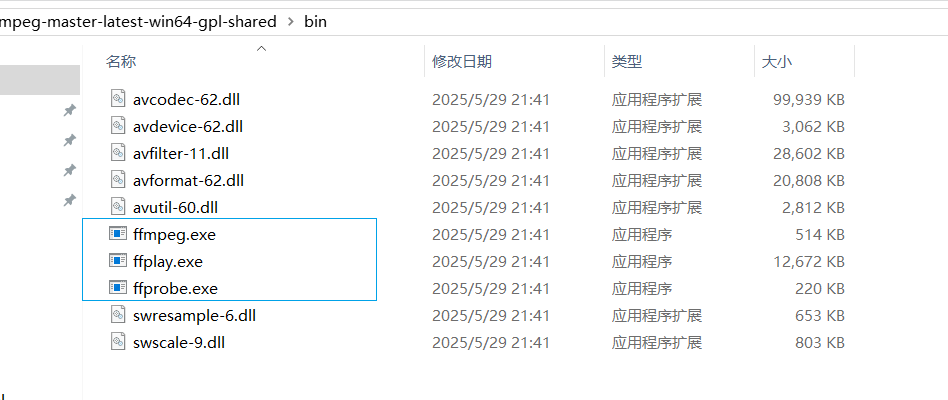 mpeg-master-latest-win64-gpl-shared > bin
名称 修改日期 类型 大小
avcodec-62.dll 2025/5/29 21:41 应用程序扩展 99,939 KB
avdevice-62.dll 2025/5/29 21:41 应用程序扩展 3,062 KB
avfilter-11.dll 2025/5/29 21:41 应用程序扩展 28,602 KB
avformat-62.dll 2025/5/29 21:41 应用程序扩展 20,808 KB
avutil-60.dll 2025/5/29 21:41 应用程序扩展 2,812 KB
ffmpeg.exe 2025/5/29 21:41 应用程序 514 KB
ffplay.exe 2025/5/29 21:41 应用程序 12,672 KB
ffprobe.exe 2025/5/29 21:41 应用程序 220 KB
swresample-6.dll 2025/5/29 21:41 应用程序扩展 653 KB
swscale-9.dll 2025/5/29 21:41 应用程序扩展 803 KB